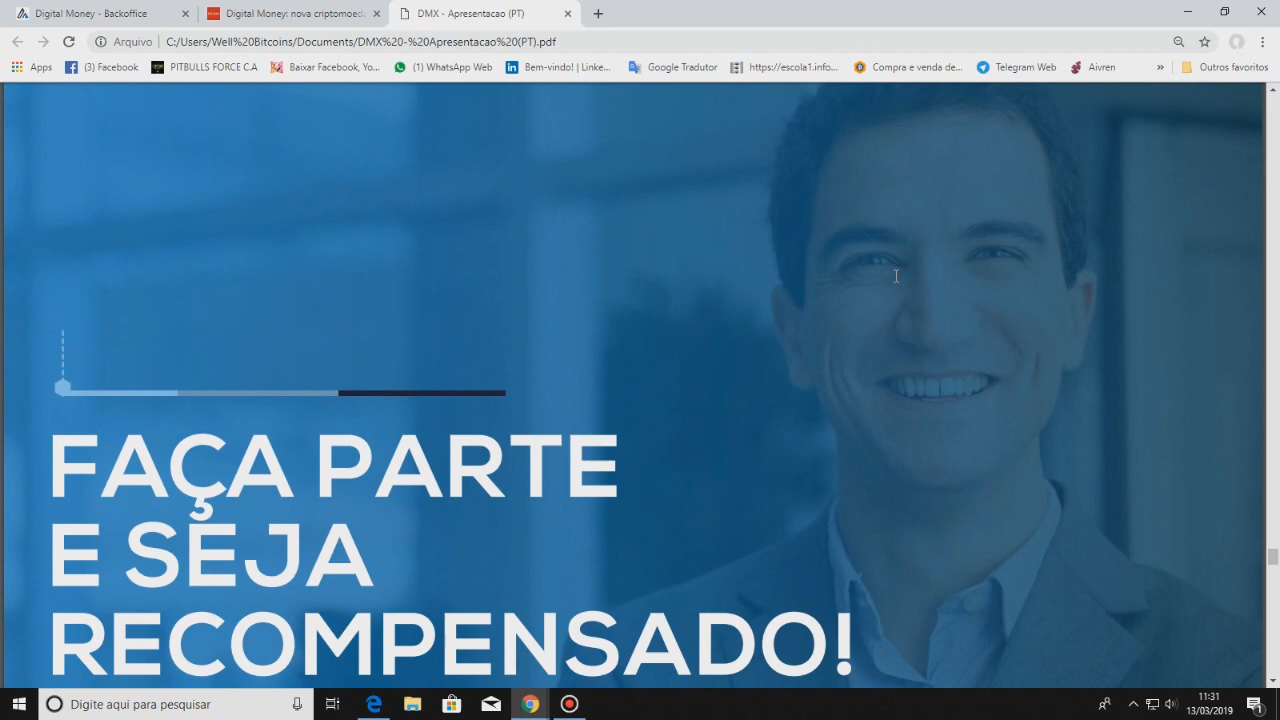 Digital Money - Backoffice
Digital Money: nova criptomoeda
DMX - Apresentacao (PT)
Arquivo
C:/Users/Well%20Bitcoins/Documents/DMX%20-%20Apresentacao%20(PT).pdf
Apps
(3) Facebook
PITBULLS FORCE C.A
Baixar Facebook, Yo...
(1) WhatsApp Web
Bem-vindo! | Linke...
Google Tradutor
https://escola1.info...
Compra e venda de...
Telegram Web
Aivren
»
Outros favoritos
FAÇA PARTE
E SEJA
RECOMPENSADO!
Digite aqui para pesquisar
11:31
13/03/2019